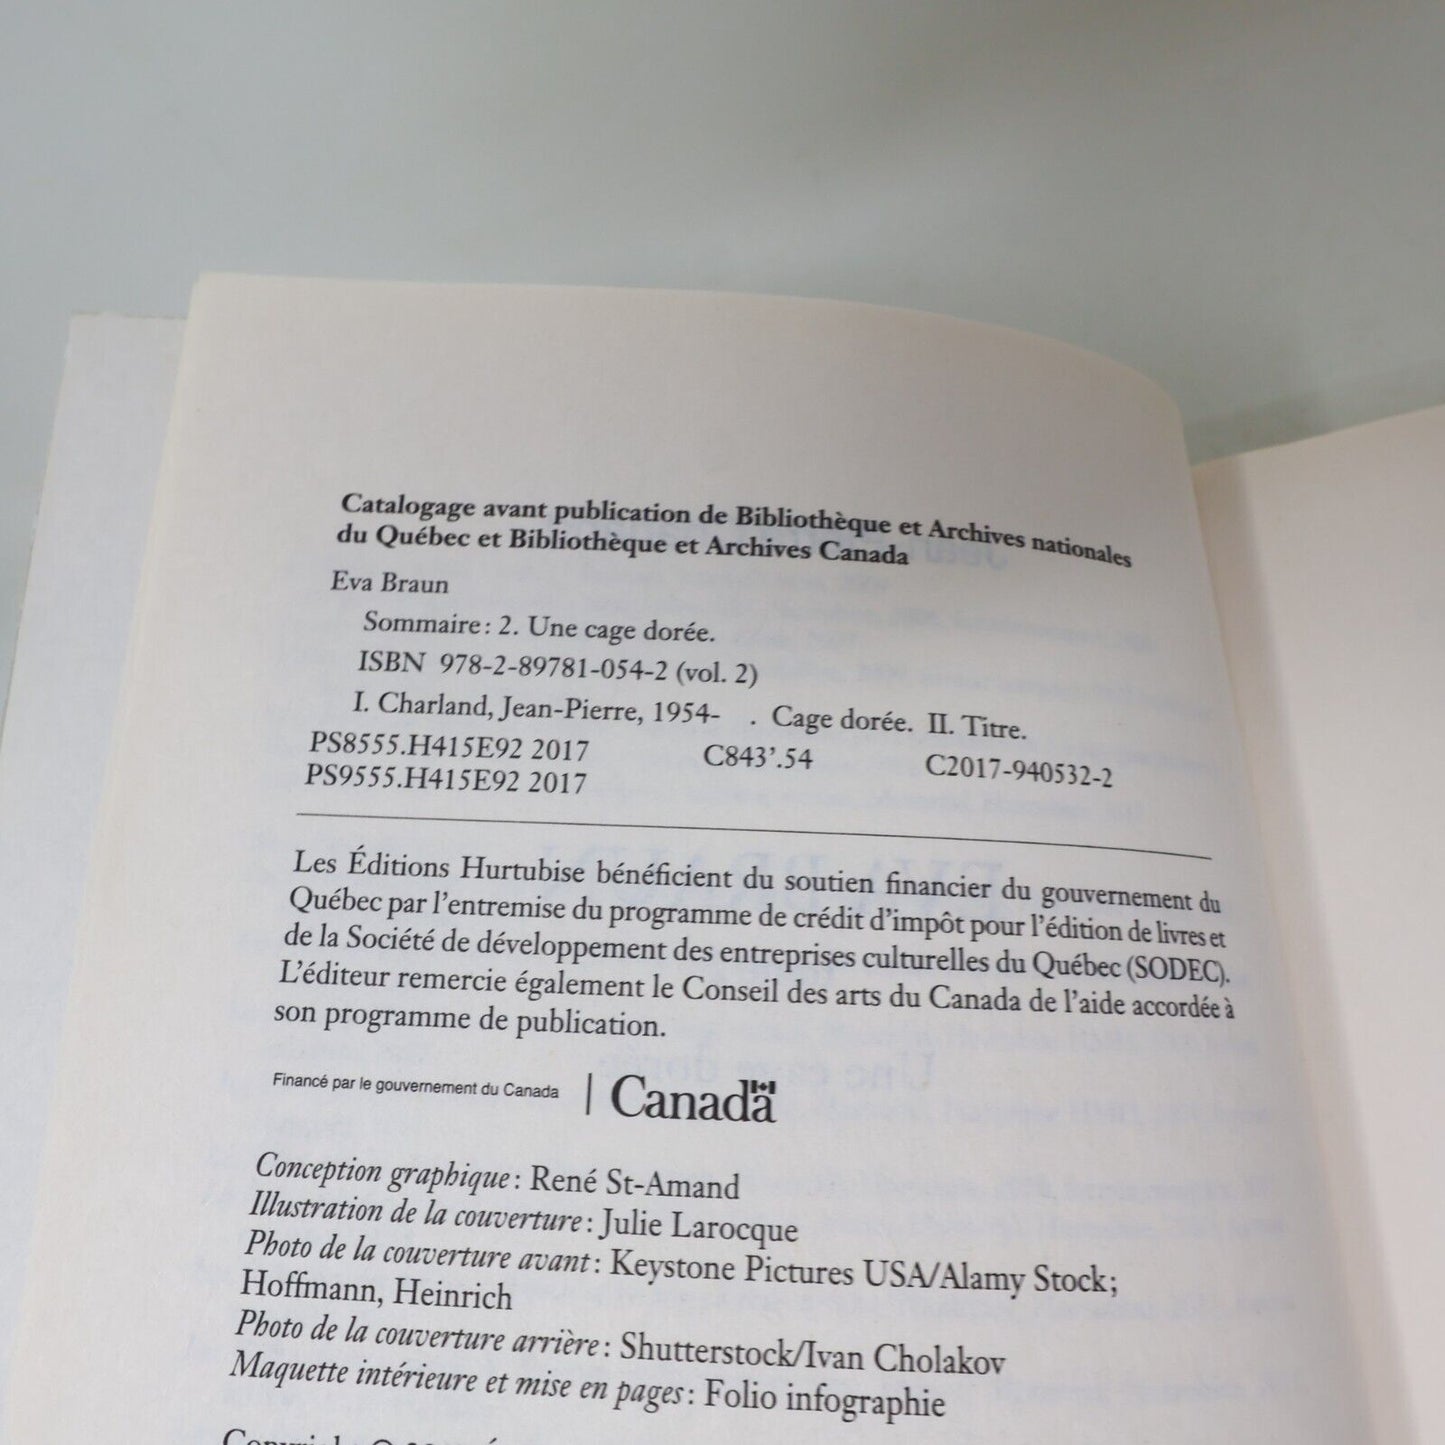 Catalogage avant publication de Bibliothèque et Archives nationales
du Québec et Bibliothèque et Archives Canada
Eva Braun
Sommaire : 2. Une cage dorée.
ISBN 978-2-89781-054-2 (vol. 2)
I. Charland, Jean-Pierre, 1954- . Cage dorée. II. Titre.
PS8555.H415E92 2017 C843’.54 C2017-940532-2
PS9555.H415E92 2017
Les Éditions Hurtubise bénéficient du soutien financier du gouvernement du
Québec par l’entremise du programme de crédit d’impôt pour l’édition de livres et
de la Société de développement des entreprises culturelles du Québec (SODEC).
L’éditeur remercie également le Conseil des arts du Canada de l’aide accordée à
son programme de publication.
Financé par le gouvernement du Canada | Canada
Conception graphique : René St-Amand
Illustration de la couverture : Julie Larocque
Photo de la couverture avant : Keystone Pictures USA/Alamy Stock ;
Hoffmann, Heinrich
Photo de la couverture arrière : Shutterstock/Ivan Cholakov
Maquette intérieure et mise en pages : Folio infographie